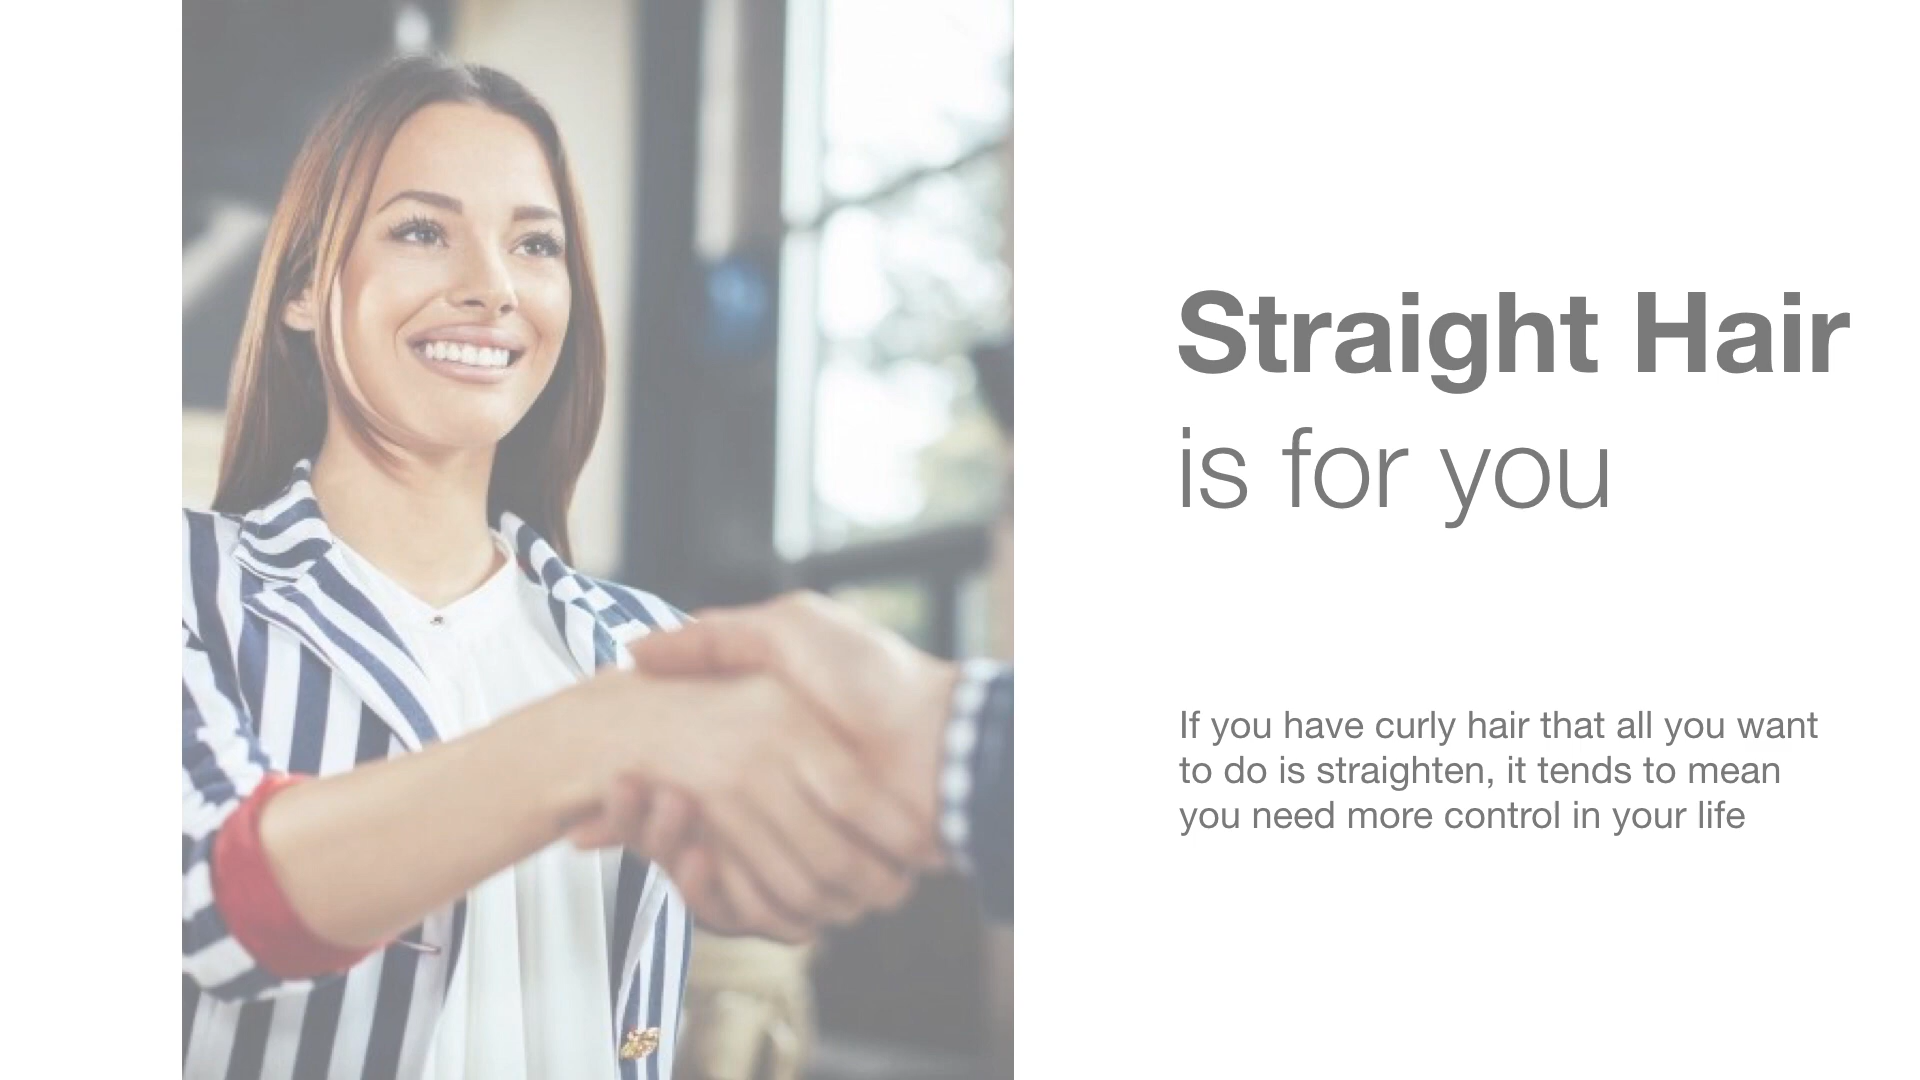 Straight Hair
is for you
If you have curly hair that all you want
to do is straighten, it tends to mean
you need more control in your life